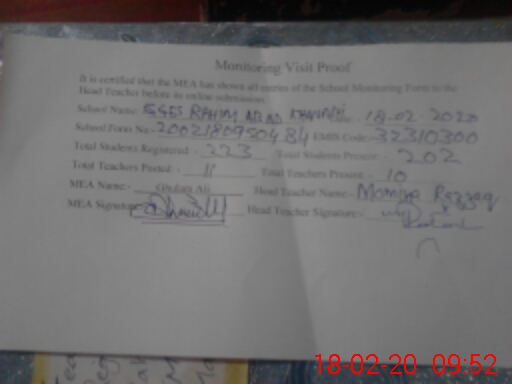 Monitoring Visit Proof
It is certified that the MEA has shown all entries of the School Monitoring Form to the
Head Teacher before its online submission.
School Name: GGES RAHIM ABAD 18-02-2020
School Form No:- EMIS Code:- 32310300
Total Students Registered:- 223 Total Students Present:- 202
Total Teachers Posted:- 11 Total Teachers Present:- 10
MEA Name:- Ghulam Ali Head Teacher Name:- Momina Razzaq
MEA Signature: Head Teacher Signature:-
18-02-20 09:52